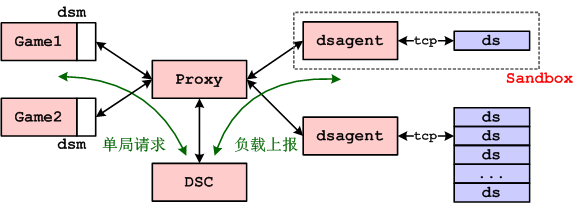 dsm
Game1
dsagent
tcp
ds
Proxy
Sandbox
Game2
dsm
单局请求
负载上报
dsagent
tcp
ds
ds
ds
...
ds
DSC